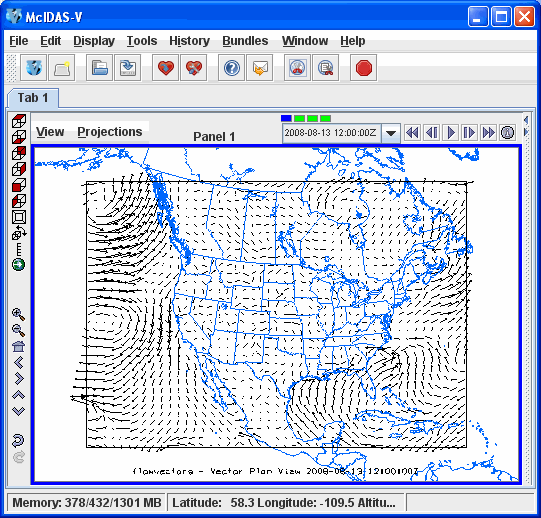 McIDAS-V
File Edit Display Tools History Bundles Window Help
Tab 1
View Projections Panel 1 2008-08-13 12:00:00Z
flowvectors - Vector Plan View 2008-08-13 12:00:00Z
Memory: 378/432/1301 MB Latitude: 58.3 Longitude: -109.5 Altitu...